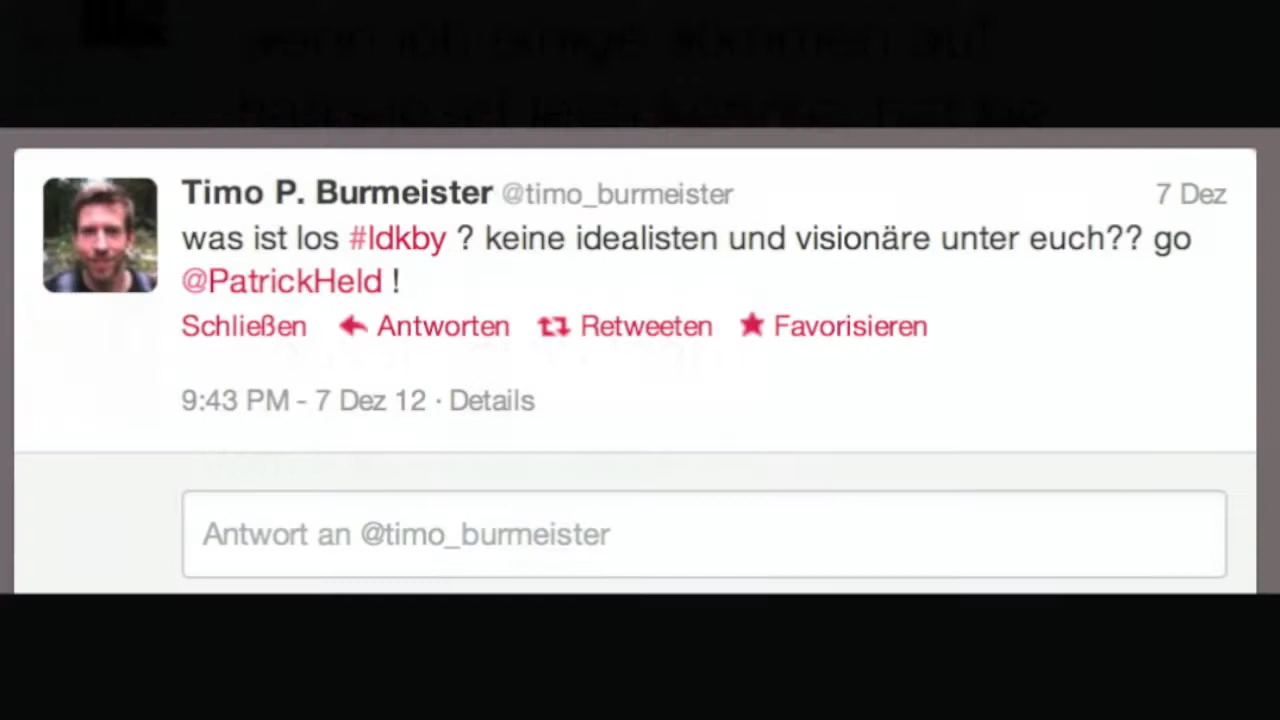 Timo P. Burmeister @timo_burmeister 7 Dez
was ist los #ldkby ? keine idealisten und visionäre unter euch?? go
@PatrickHeld !
Schließen Antworten Retweeten Favorisieren
9:43 PM - 7 Dez 12 · Details
Antwort an @timo_burmeister